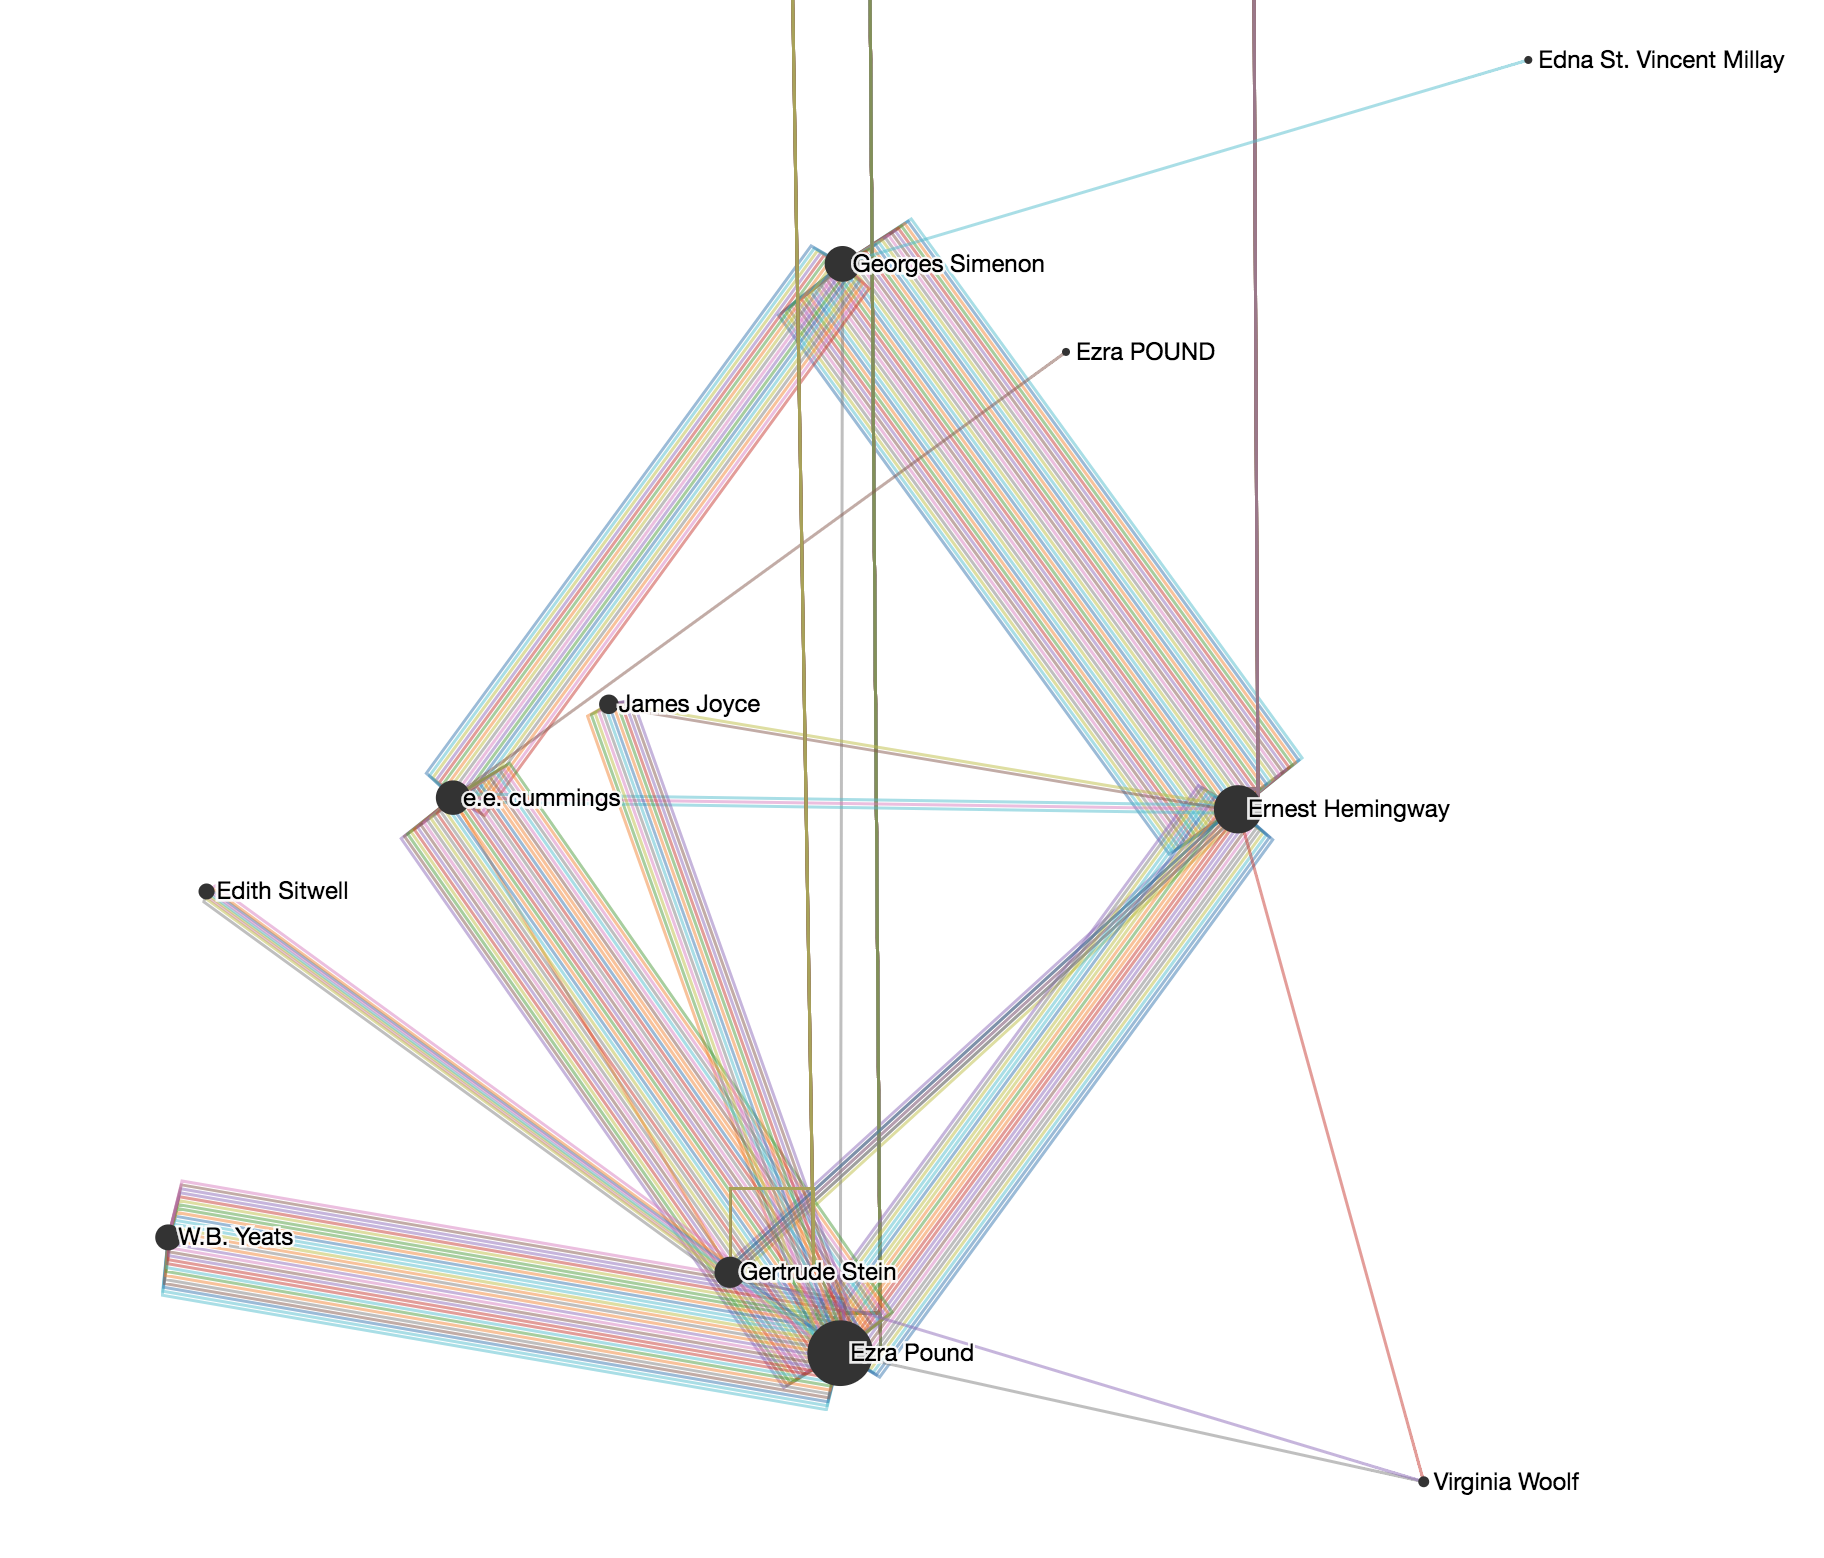 Edna St. Vincent Millay
Georges Simenon
Ezra POUND
James Joyce
e.e. cummings
Ernest Hemingway
Edith Sitwell
W.B. Yeats
Gertrude Stein
Ezra Pound
Virginia Woolf